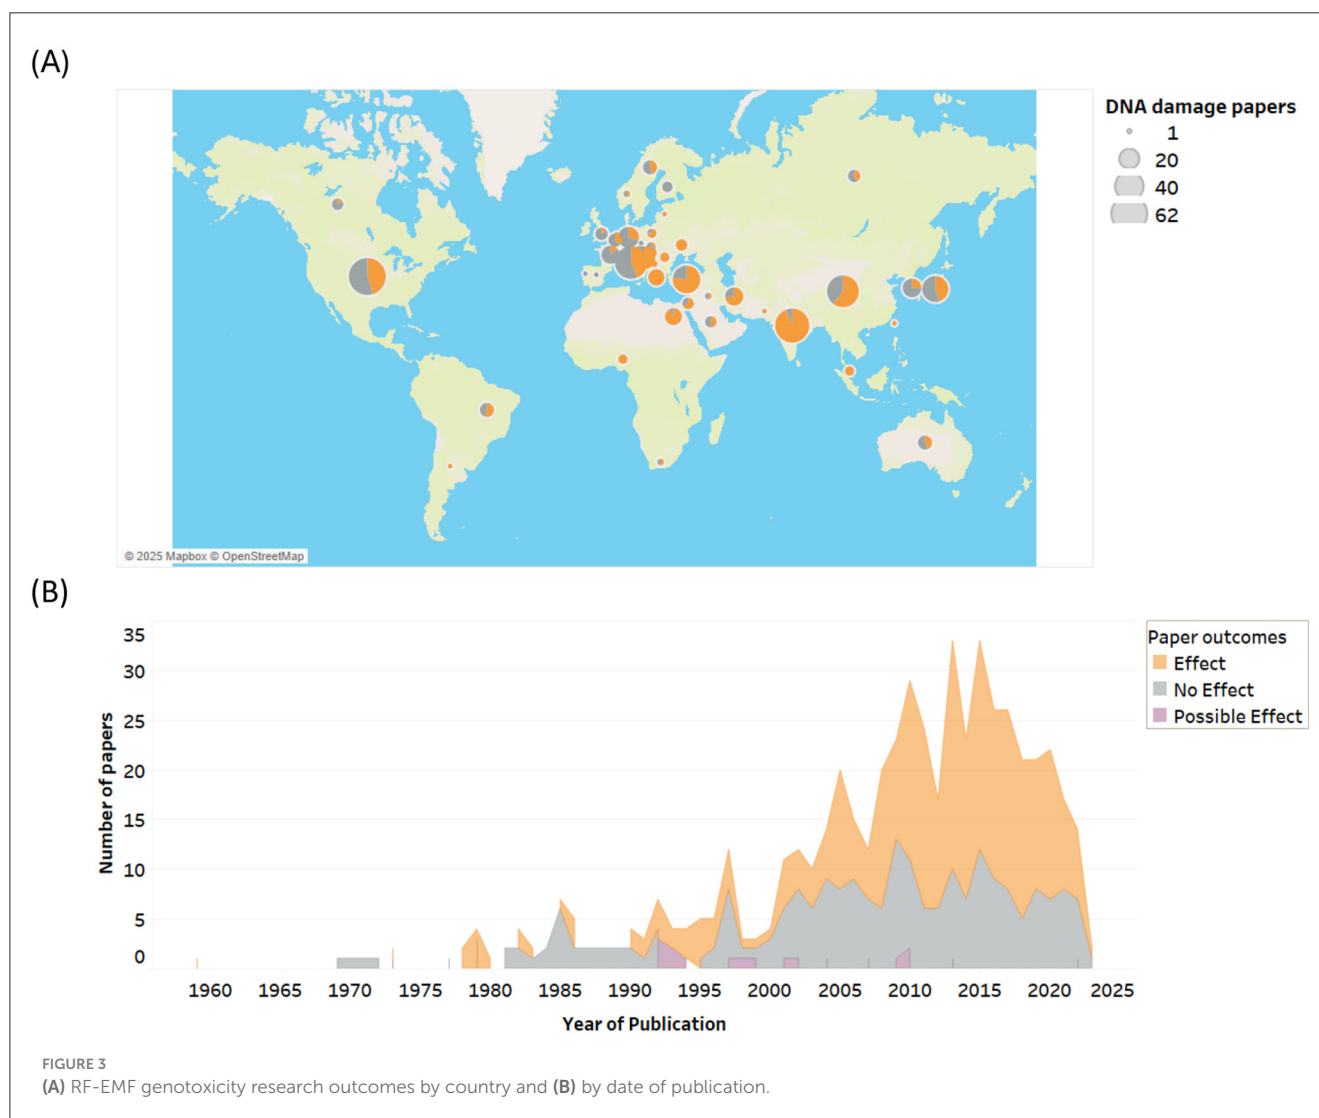 (A)
DNA damage papers
1
20
40
62
© 2025 Mapbox © OpenStreetMap
(B)
35
30
25
20
15
10
5
0
Number of papers
Paper outcomes
Effect
No Effect
Possible Effect
1960 1965 1970 1975 1980 1985 1990 1995 2000 2005 2010 2015 2020 2025
Year of Publication
FIGURE 3
(A) RF-EMF genotoxicity research outcomes by country and (B) by date of publication.